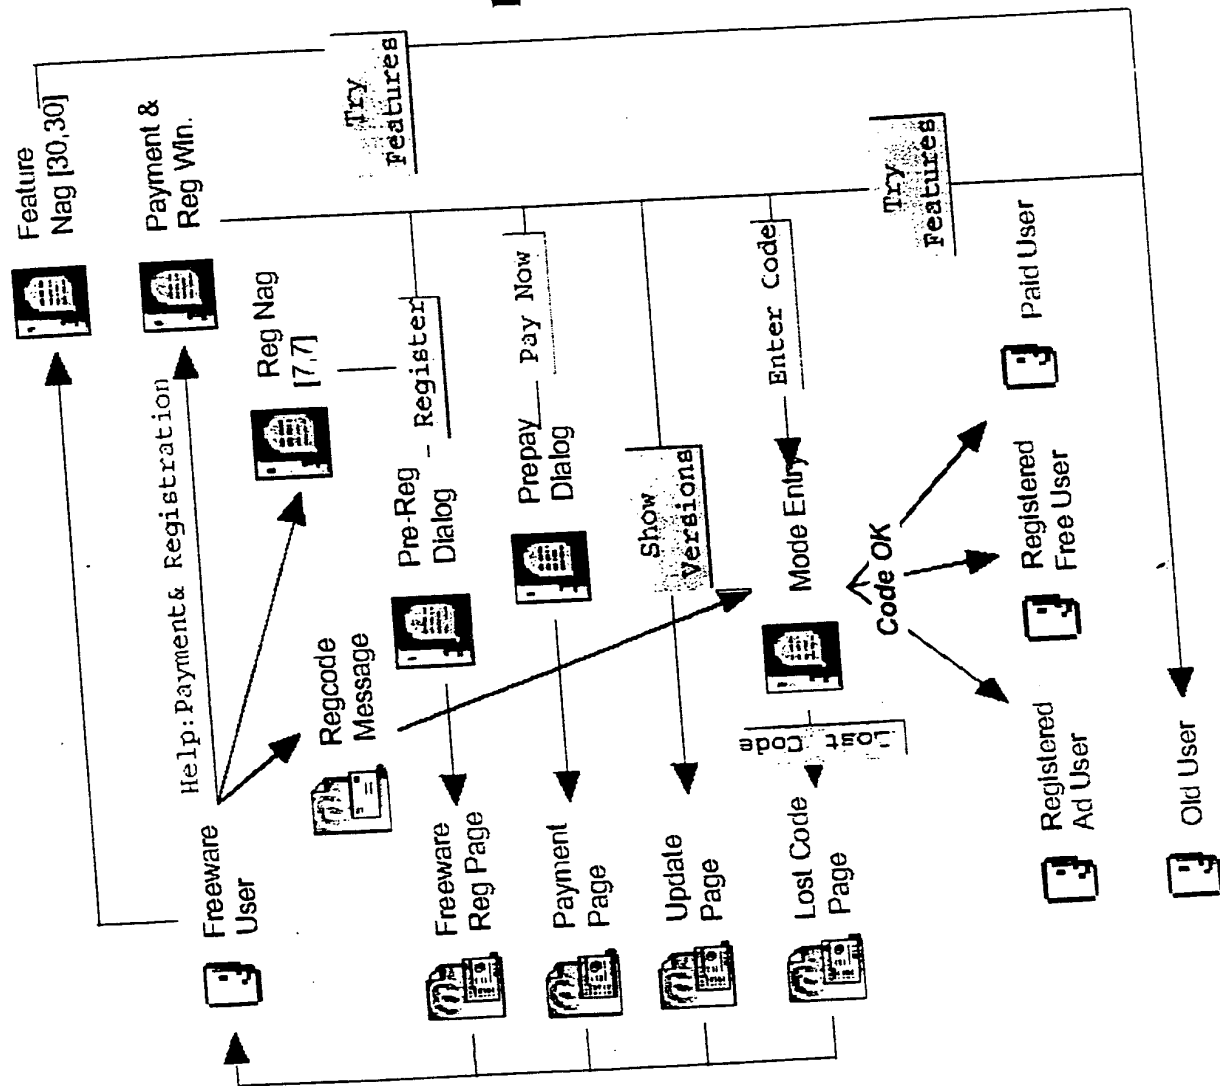 Feature
Nag [30,30]
Payment &
Reg Win.
Try
Features
Help:Payment& Registration
Reg Nag
[7,7]
Freeware
User
Regcode
Message
Pre-Reg
Dialog
Register
Prepay
Dialog
Pay Now
Show
Versions
Mode Entry
Enter Code
Try
Features
Freeware
Reg Page
Payment
Page
Update
Page
Lost Code
Page
Lost
Code
Code OK
Registered
Ad User
Registered
Free User
Paid User
Old User